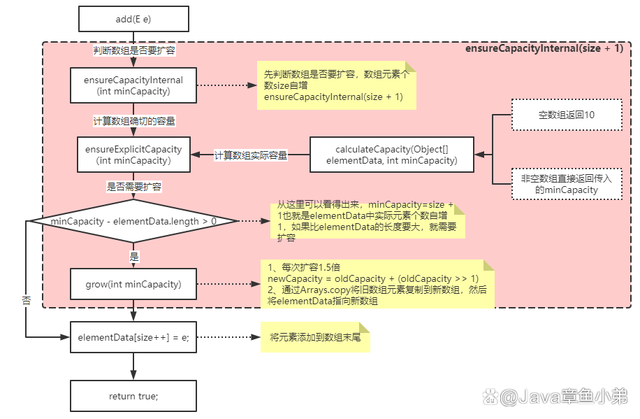 add(E e)
判断数组是否要扩容
ensureCapacityInternal(size + 1)
ensureCapacityInternal
(int minCapacity)
先判断数组是否要扩容，数组元素个
数size自增
ensureCapacityInternal(size + 1)
计算数组确切的容量
空数组返回10
ensureExplicitCapacity
(int minCapacity)
计算数组实际容量
calculateCapacity(Object[]
elementData, int minCapacity)
非空数组直接返回传入
的minCapacity
是否需要扩容
minCapacity - elementData.length > 0
从这里可以看得出来，minCapacity=size +
1也就是elementData中实际元素个数自增
1，如果比elementData的长度要大，就需要
扩容
是
否
grow(int minCapacity)
1、每次扩容1.5倍
newCapacity = oldCapacity + (oldCapacity >> 1)
2、通过Arrays.copy将旧数组元素复制到新数组，然后
将elementData指向新数组
elementData[size++] = e;
将元素添加到数组末尾
return true;
@Java章鱼小弟